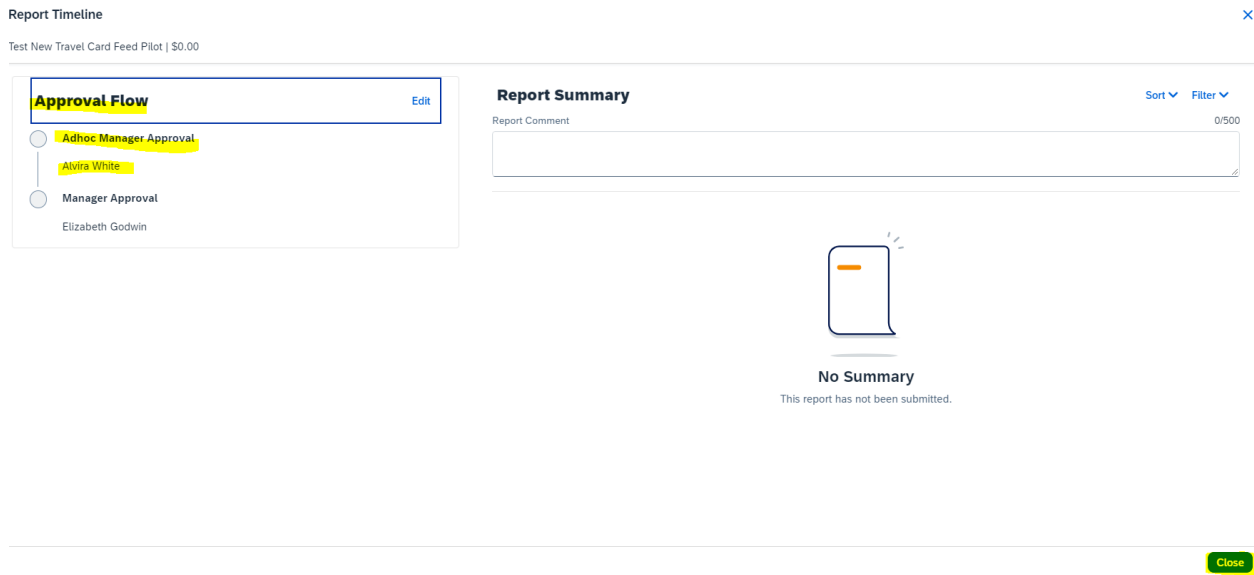 Report Timeline
Test New Travel Card Feed Pilot | $0.00
Approval Flow
Edit
Adhoc Manager Approval
Alvira White
Manager Approval
Elizabeth Godwin
Report Summary
Sort
Filter
Report Comment
0/500
No Summary
This report has not been submitted.
Close